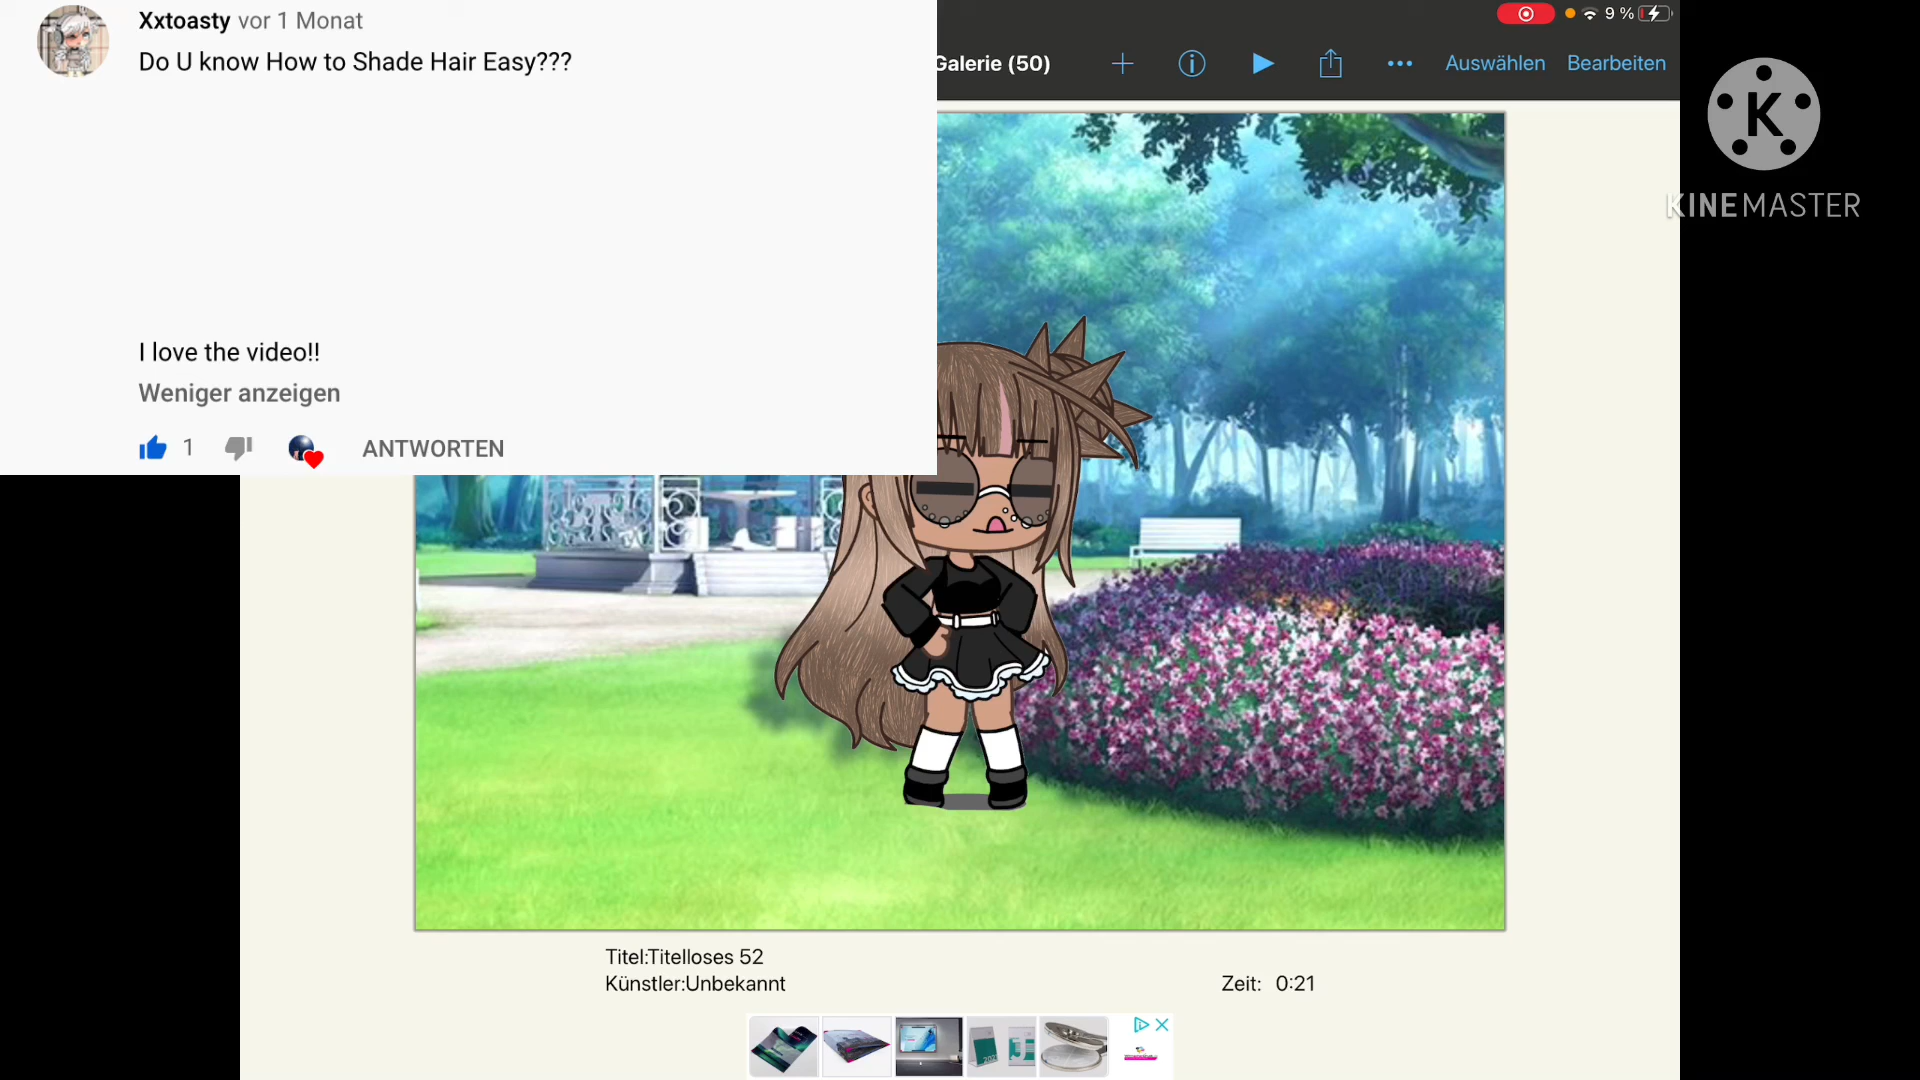 Xxtoasty vor 1 Monat
Do U know How to Shade Hair Easy???
I love the video!!
Weniger anzeigen
1
ANTWORTEN
9 %
Galerie (50)
Auswählen Bearbeiten
K
KINEMASTER
Titel:Titelloses 52
Künstler:Unbekannt
Zeit: 0:21